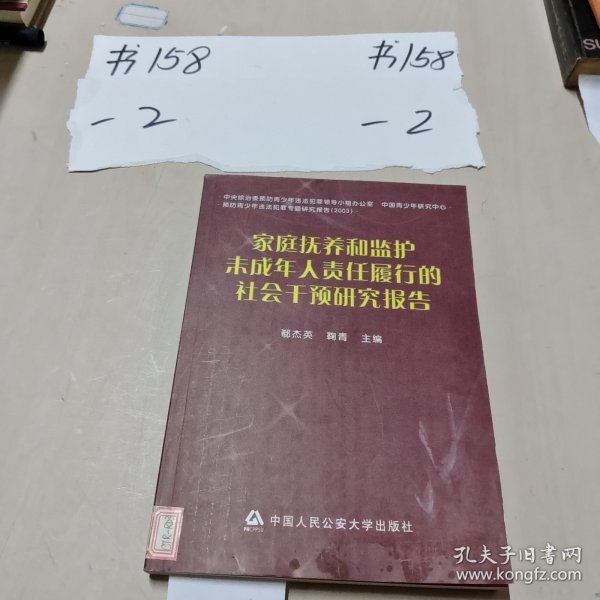 书158 书158
-2 -2
中央综治委预防青少年违法犯罪领导小组办公室 中国青少年研究中心
预防青少年违法犯罪专题研究报告(2003)
家庭抚养和监护
未成年人责任履行的
社会干预研究报告
郗杰英 鞠青 主编
中国人民公安大学出版社
孔夫子旧书网
www.kongfz.com